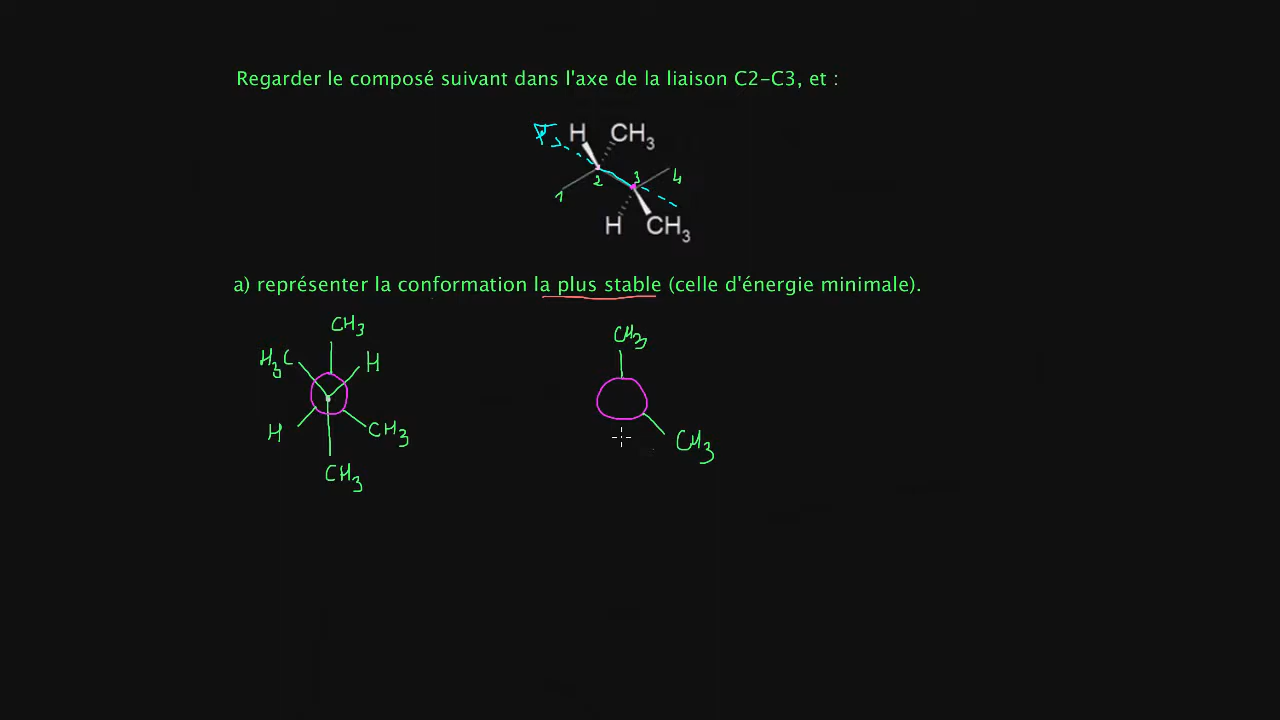 Regarder le composé suivant dans l'axe de la liaison C2-C3, et :
H CH3
1 2 3 4
H CH3
a) représenter la conformation la plus stable (celle d'énergie minimale).
CH3 CH3
H3C H
H CH3 CH3
CH3